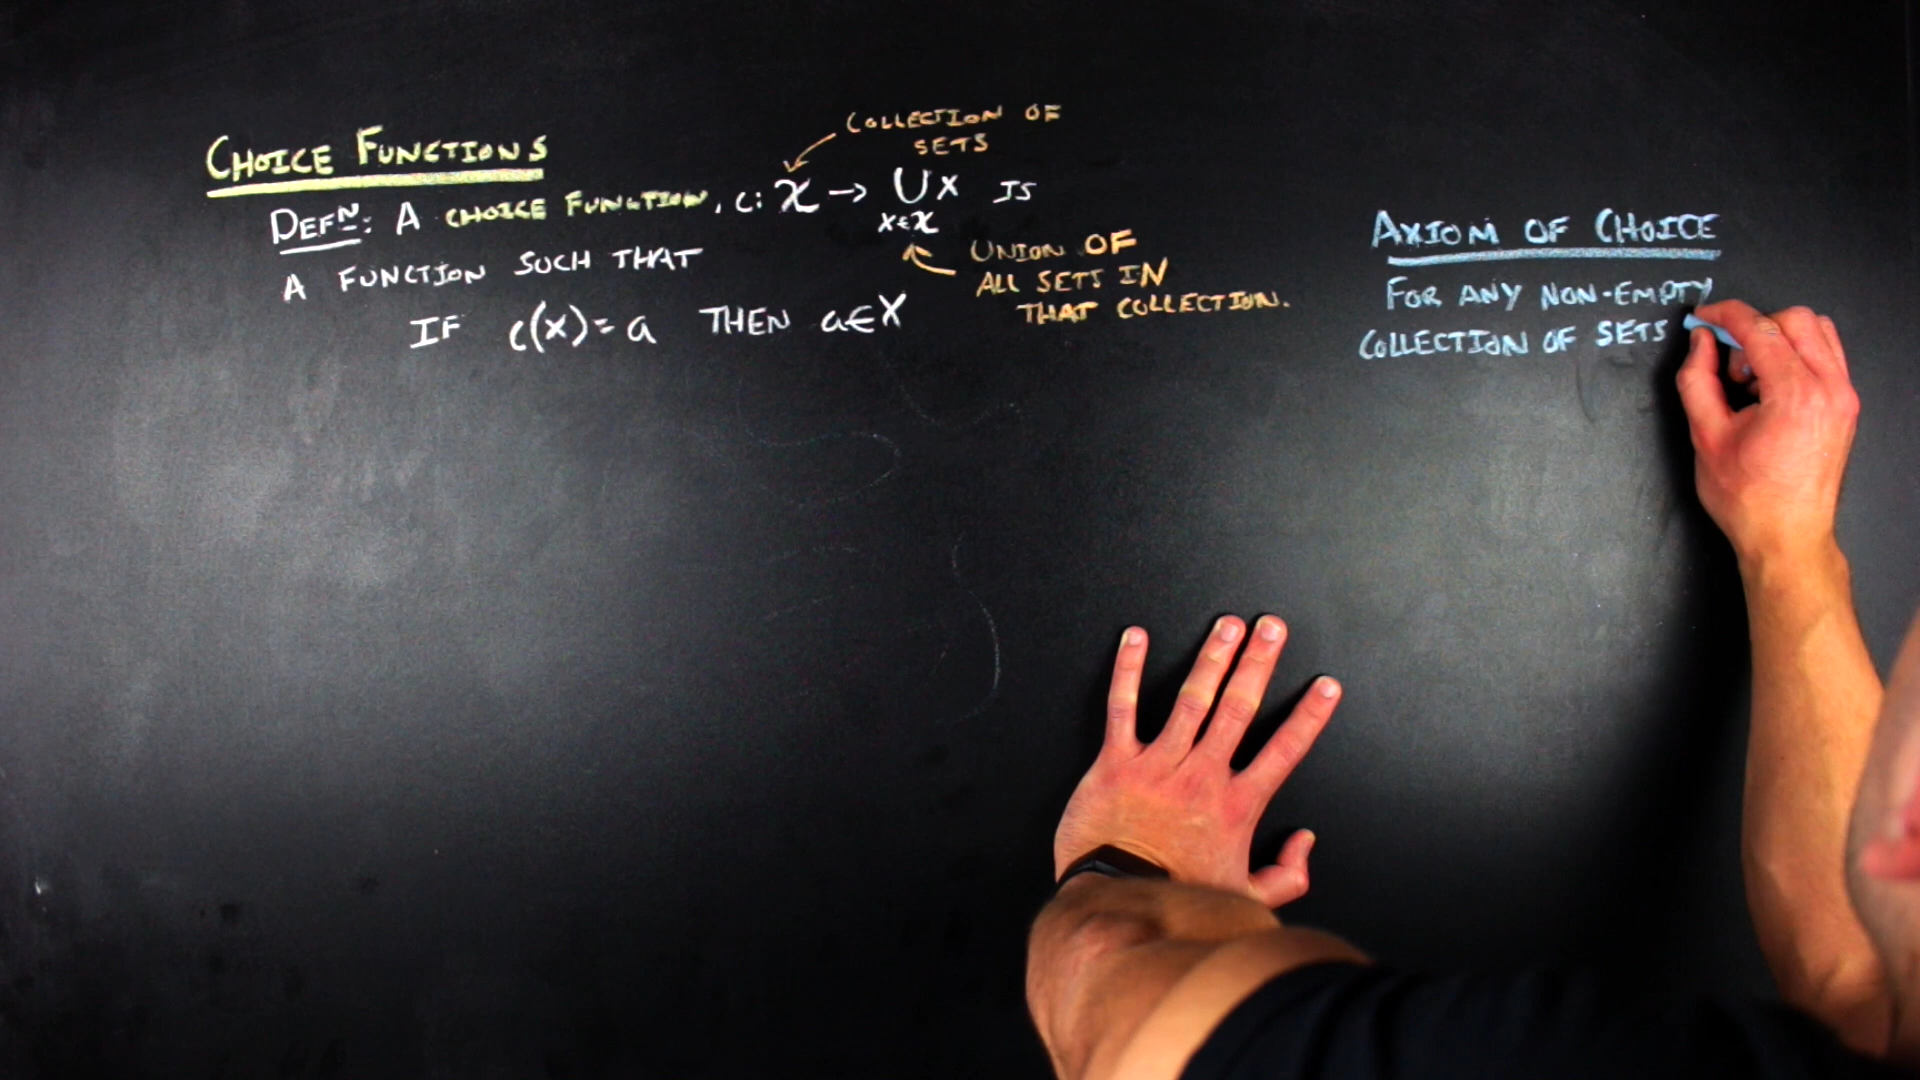 CHOICE FUNCTIONS
COLLECTION OF
SETS
DEFN: A CHOICE FUNCTION, c: 𝒳 → ∪ X IS
X∈𝒳
A FUNCTION SUCH THAT
UNION OF
ALL SETS IN
THAT COLLECTION.
IF c(X)=a THEN a∈X
AXIOM OF CHOICE
FOR ANY NON-EMPTY
COLLECTION OF SETS